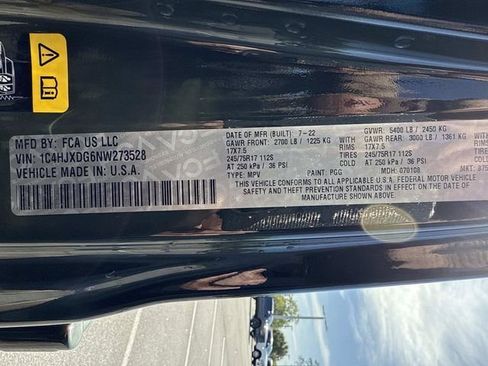 MFD BY: FCA US LLC
VIN: 1C4HJXDG6NW273528
VEHICLE MADE IN: U.S.A.
DATE OF MFR (BUILT): 7-22
GAWR FRONT: 2700 LB / 1225 KG
17X7.5 RIMS
245/75R17 112S TIRES
COLD AT 250 kPa / 36 PSI
GVWR: 5400 LB / 2450 KG
GAWR REAR: 3000 LB / 1361 KG
17X7.5 RIMS
245/75R17 112S TIRES
COLD AT 250 kPa / 36 PSI
TYPE: MPV PAINT: PGG MDH: 070108 MKT:
THIS VEHICLE CONFORMS TO ALL APPLICABLE U.S.A. FEDERAL MOTOR VEHICLE
SAFETY AND THEFT PREVENTION STANDARDS IN EFFECT ON THE DATE OF
MANUFACTURE SHOWN ABOVE.